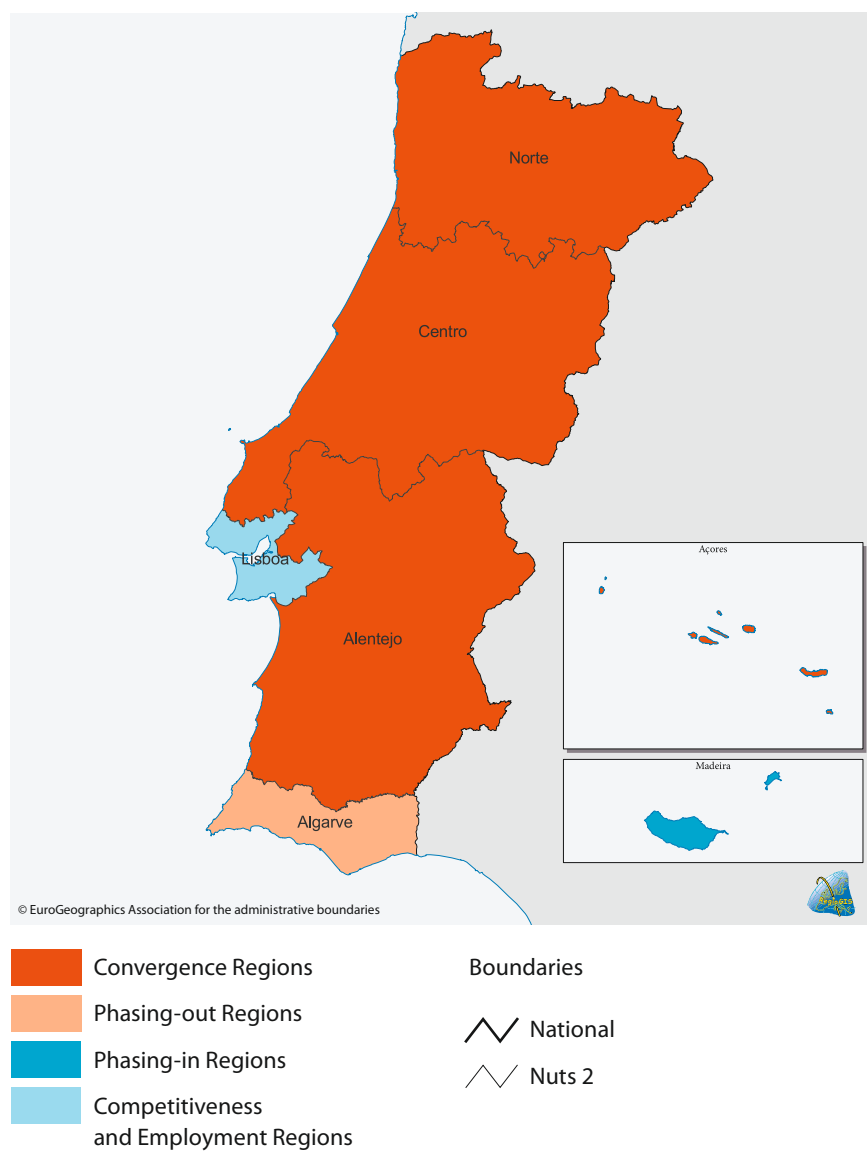 Norte
Centro
Lisboa
Alentejo
Algarve
Açores
Madeira
RegioGIS
© EuroGeographics Association for the administrative boundaries
Convergence Regions
Phasing-out Regions
Phasing-in Regions
Competitiveness
and Employment Regions
Boundaries
National
Nuts 2